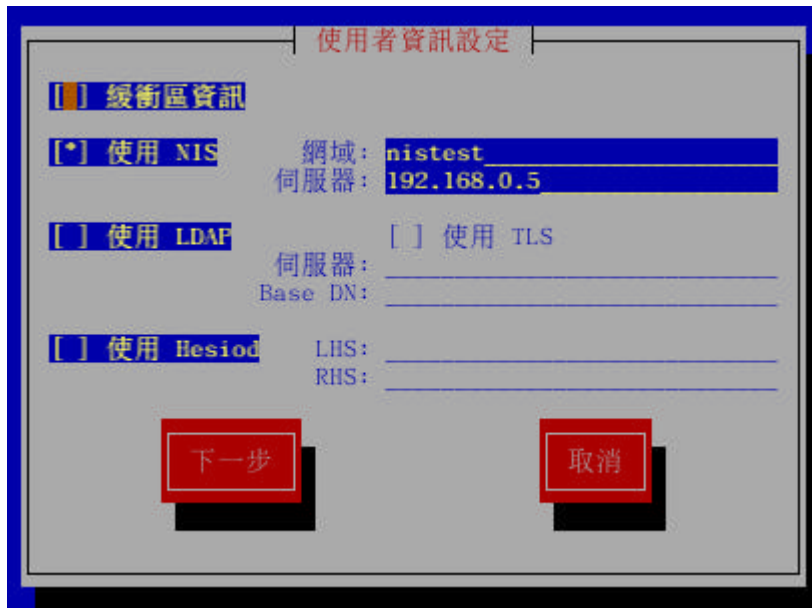 使用者資訊設定
[ ] 緩衝區資訊
[*] 使用 NIS 網域: nistest
伺服器: 192.168.0.5
[ ] 使用 LDAP [ ] 使用 TLS
伺服器:
Base DN:
[ ] 使用 Hesiod LHS:
RHS:
下一步 取消